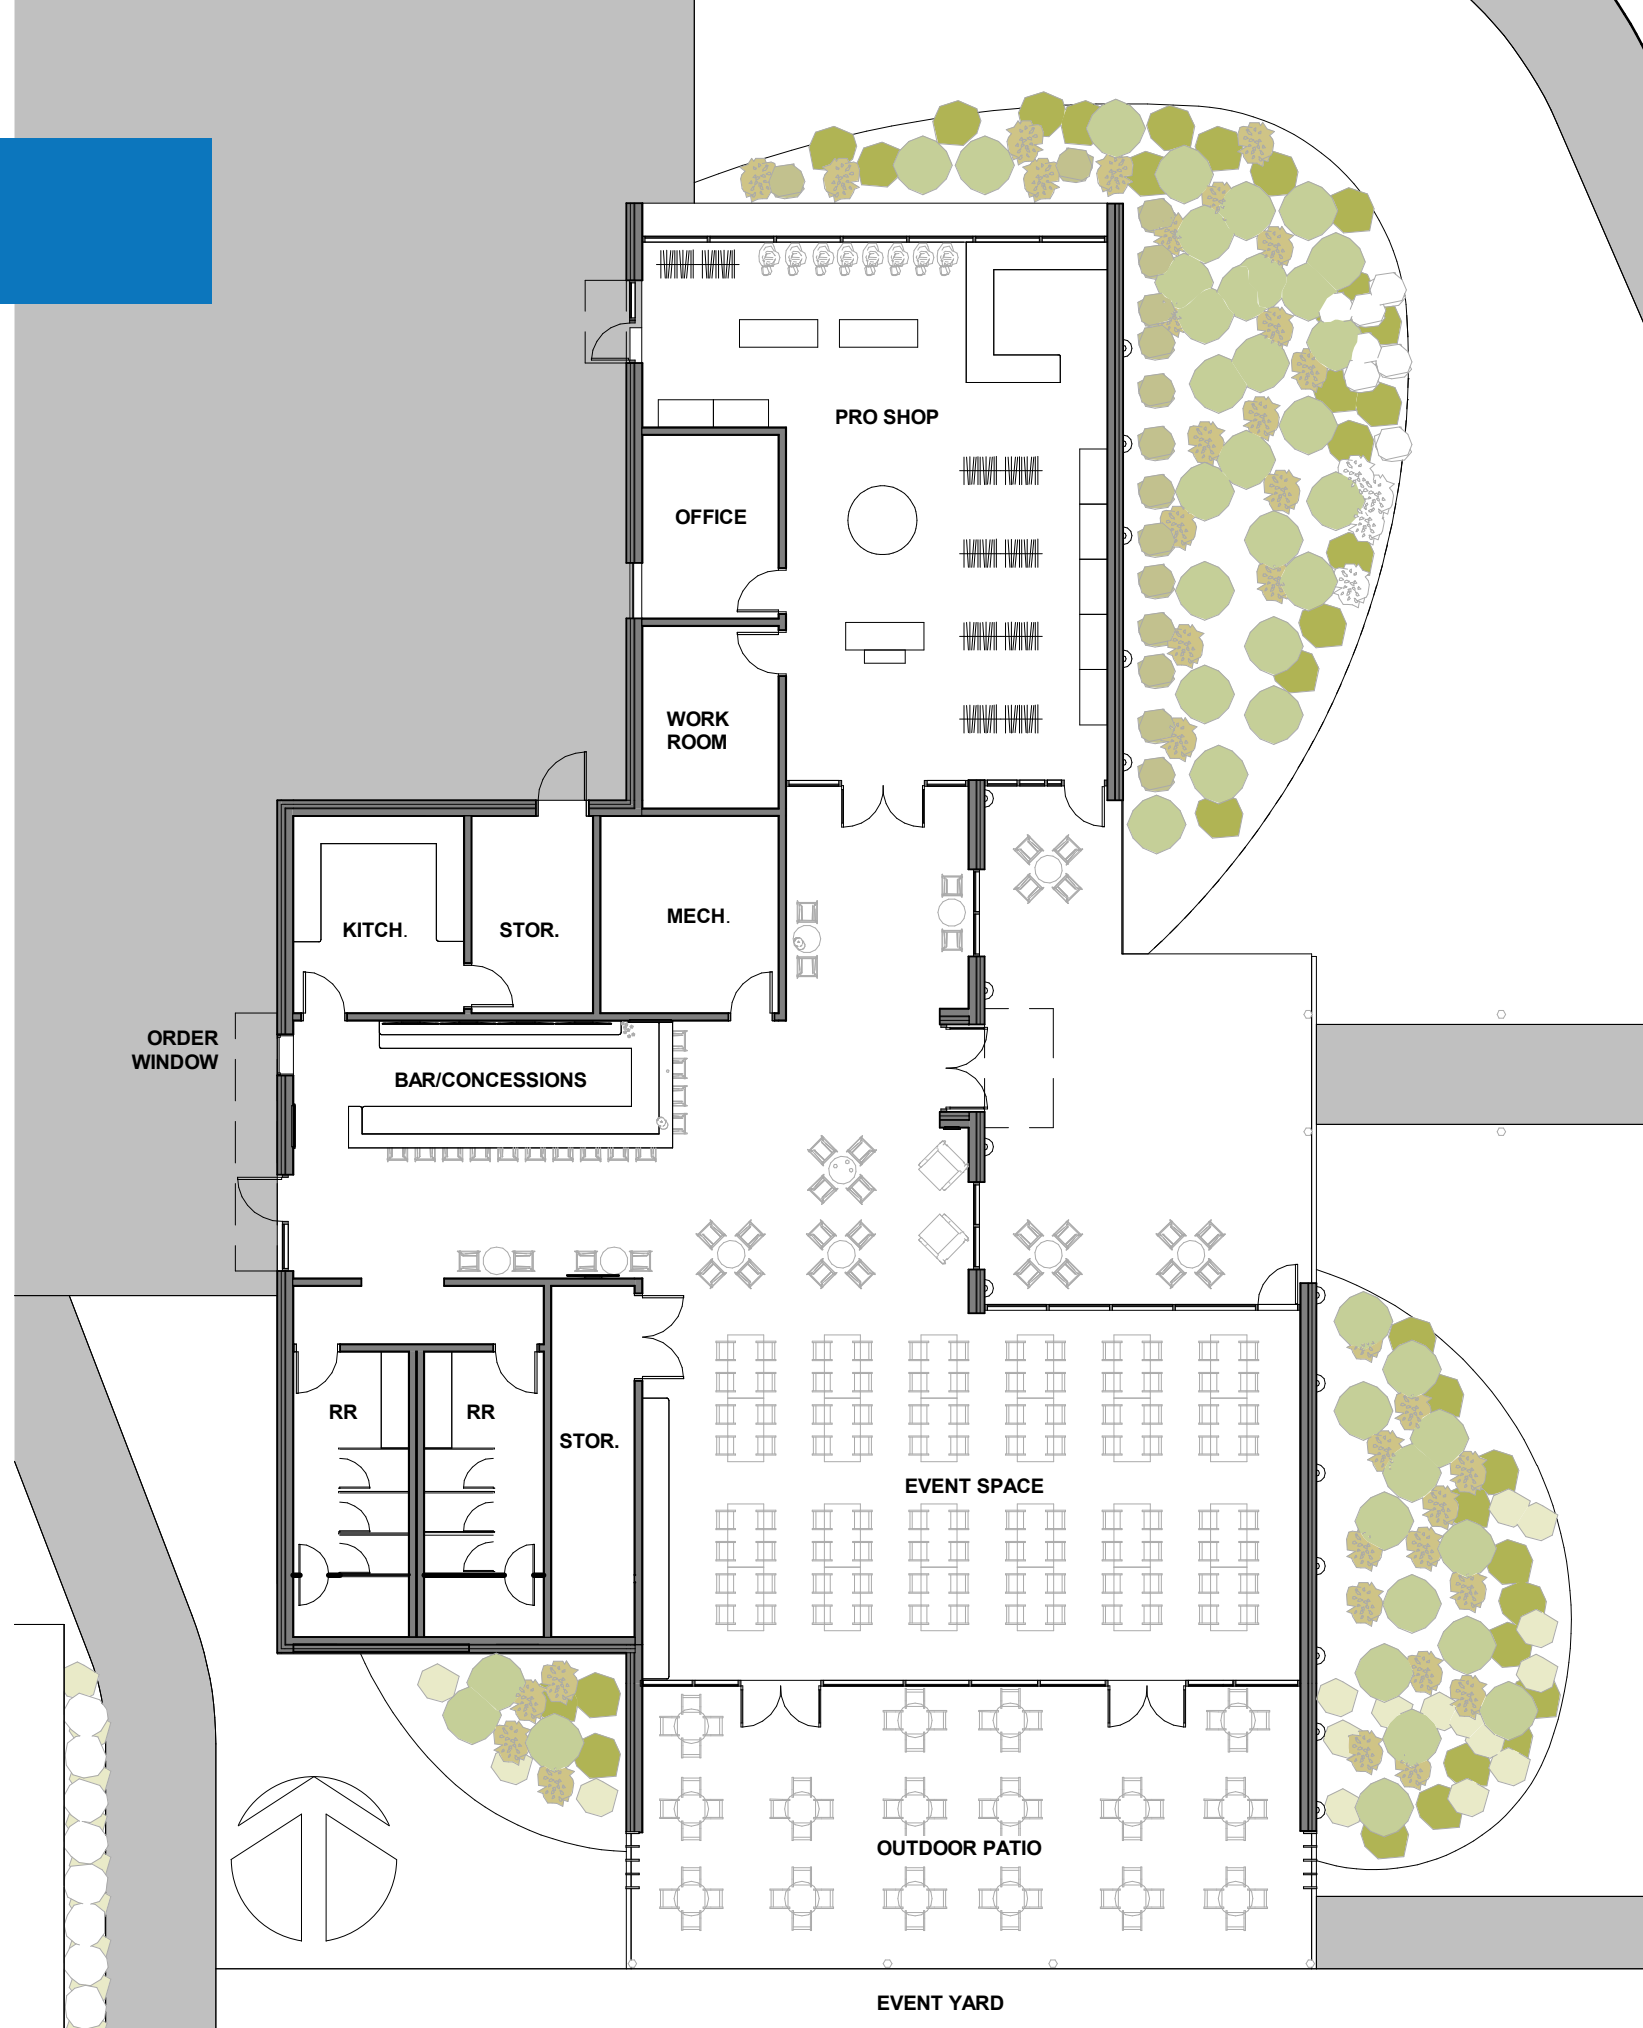 PRO SHOP
OFFICE
WORK
ROOM
KITCH.
STOR.
MECH.
ORDER
WINDOW
BAR/CONCESSIONS
RR
RR
STOR.
EVENT SPACE
OUTDOOR PATIO
EVENT YARD